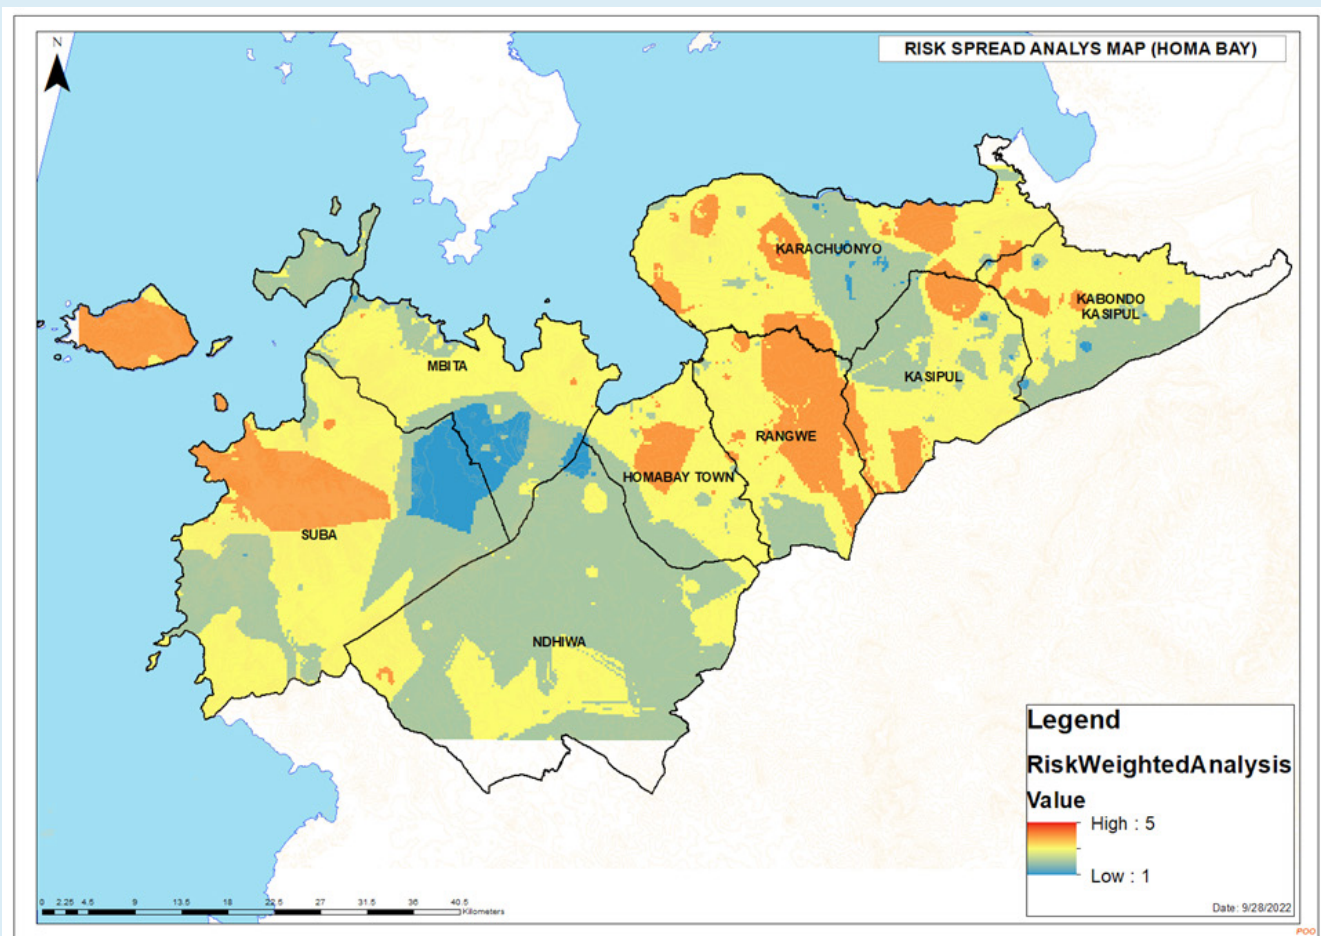 N
RISK SPREAD ANALYS MAP (HOMA BAY)
KARACHUONYO
KABONDO
KASIPUL
MBITA
KASIPUL
RANGWE
HOMABAY TOWN
SUBA
NDHIWA
Legend
RiskWeightedAnalysis
Value
High : 5
Low : 1
0 2.25 4.5 9 13.5 18 22.5 27 31.5 36 40.5
Kilometers
Date: 9/28/2022
POO